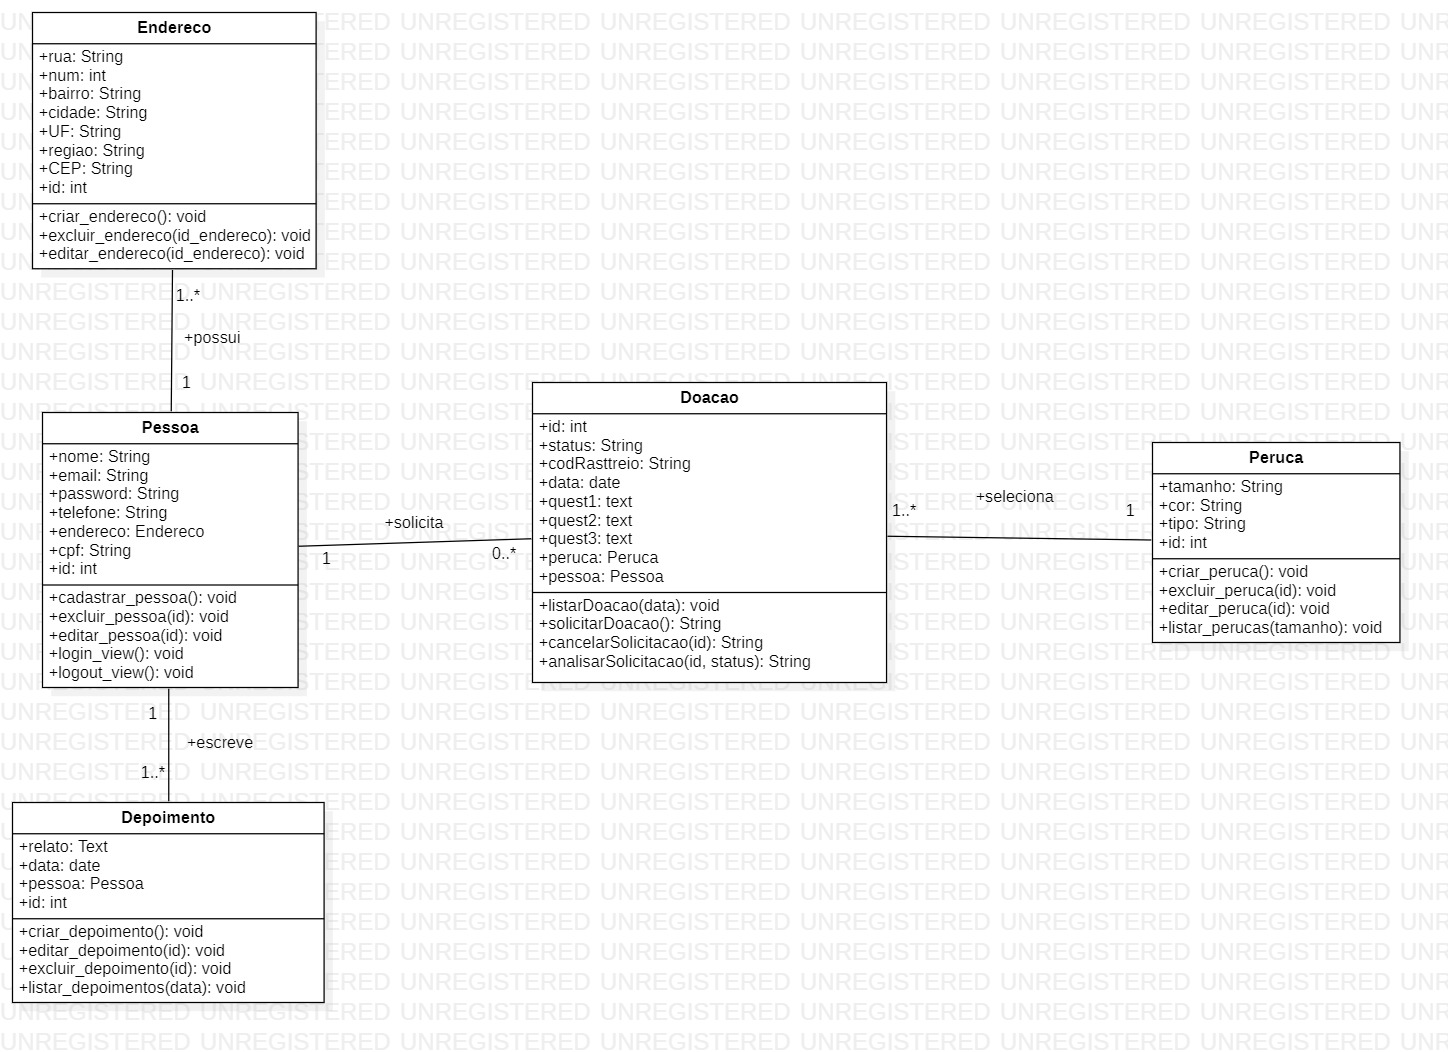 Endereco
+rua: String
+num: int
+bairro: String
+cidade: String
+UF: String
+regiao: String
+CEP: String
+id: int
+criar_endereco(): void
+excluir_endereco(id_endereco): void
+editar_endereco(id_endereco): void
1..*
+possui
1
Pessoa
+nome: String
+email: String
+password: String
+telefone: String
+endereco: Endereco
+cpf: String
+id: int
+cadastrar_pessoa(): void
+excluir_pessoa(id): void
+editar_pessoa(id): void
+login_view(): void
+logout_view(): void
+solicita
1
0..*
Doacao
+id: int
+status: String
+codRasttreio: String
+data: date
+quest1: text
+quest2: text
+quest3: text
+peruca: Peruca
+pessoa: Pessoa
+listarDoacao(data): void
+solicitarDoacao(): String
+cancelarSolicitacao(id): String
+analisarSolicitacao(id, status): String
+seleciona
1..*
1
Peruca
+tamanho: String
+cor: String
+tipo: String
+id: int
+criar_peruca(): void
+excluir_peruca(id): void
+editar_peruca(id): void
+listar_perucas(tamanho): void
1
+escreve
1..*
Depoimento
+relato: Text
+data: date
+pessoa: Pessoa
+id: int
+criar_depoimento(): void
+editar_depoimento(id): void
+excluir_depoimento(id): void
+listar_depoimentos(data): void
UNREGISTERED